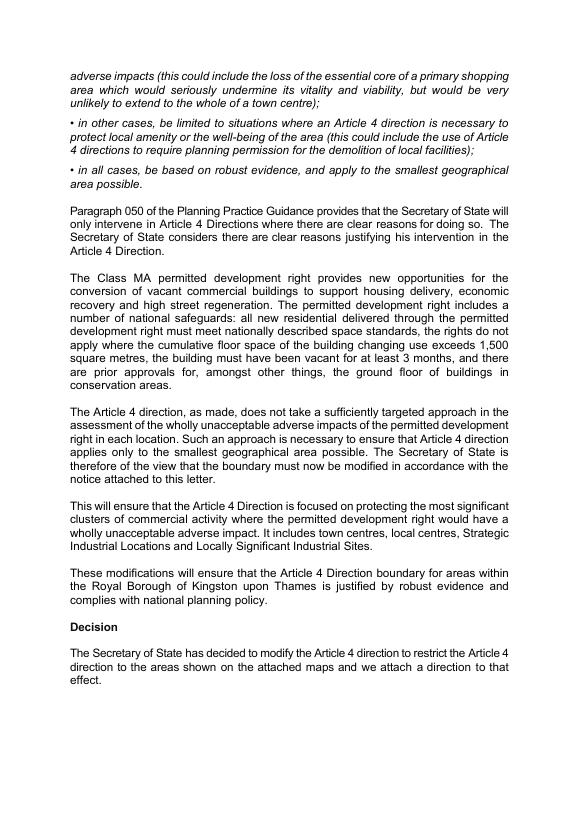 adverse impacts (this could include the loss of the essential core of a primary shopping
area which would seriously undermine its vitality and viability, but would be very
unlikely to extend to the whole of a town centre);
• in other cases, be limited to situations where an Article 4 direction is necessary to
protect local amenity or the well-being of the area (this could include the use of Article
4 directions to require planning permission for the demolition of local facilities);
• in all cases, be based on robust evidence, and apply to the smallest geographical
area possible.
Paragraph 050 of the Planning Practice Guidance provides that the Secretary of State will
only intervene in Article 4 Directions where there are clear reasons for doing so. The
Secretary of State considers there are clear reasons justifying his intervention in the
Article 4 Direction.
The Class MA permitted development right provides new opportunities for the
conversion of vacant commercial buildings to support housing delivery, economic
recovery and high street regeneration. The permitted development right includes a
number of national safeguards: all new residential delivered through the permitted
development right must meet nationally described space standards, the rights do not
apply where the cumulative floor space of the building changing use exceeds 1,500
square metres, the building must have been vacant for at least 3 months, and there
are prior approvals for, amongst other things, the ground floor of buildings in
conservation areas.
The Article 4 direction, as made, does not take a sufficiently targeted approach in the
assessment of the wholly unacceptable adverse impacts of the permitted development
right in each location. Such an approach is necessary to ensure that Article 4 direction
applies only to the smallest geographical area possible. The Secretary of State is
therefore of the view that the boundary must now be modified in accordance with the
notice attached to this letter.
This will ensure that the Article 4 Direction is focused on protecting the most significant
clusters of commercial activity where the permitted development right would have a
wholly unacceptable adverse impact. It includes town centres, local centres, Strategic
Industrial Locations and Locally Significant Industrial Sites.
These modifications will ensure that the Article 4 Direction boundary for areas within
the Royal Borough of Kingston upon Thames is justified by robust evidence and
complies with national planning policy.
Decision
The Secretary of State has decided to modify the Article 4 direction to restrict the Article 4
direction to the areas shown on the attached maps and we attach a direction to that
effect.